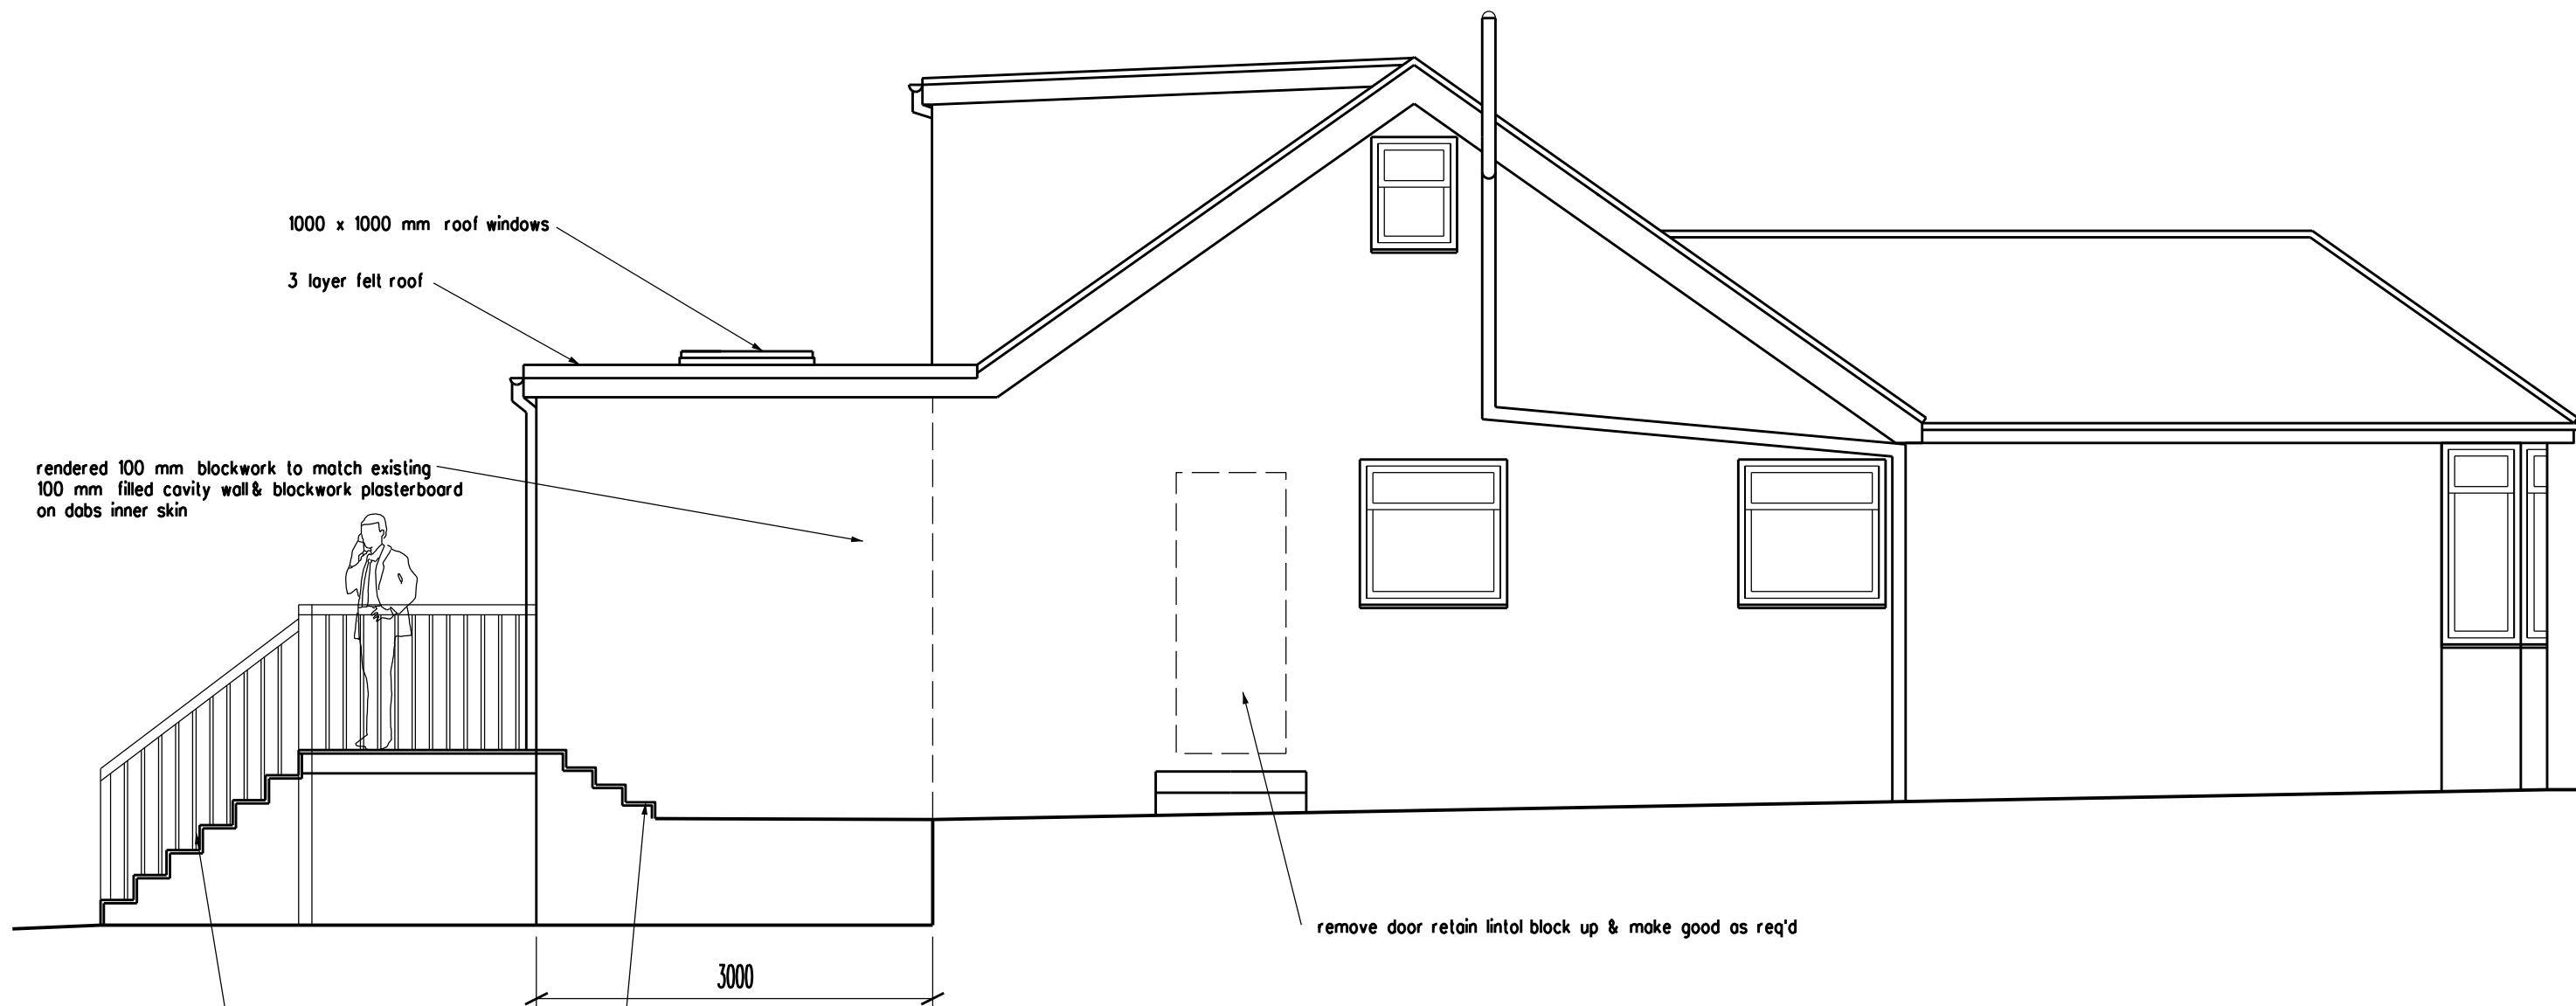 1000 x 1000 mm roof windows
3 layer felt roof
rendered 100 mm blockwork to match existing
100 mm filled cavity wall & blockwork plasterboard
on dabs inner skin
remove door retain lintol block up & make good as req'd
3000